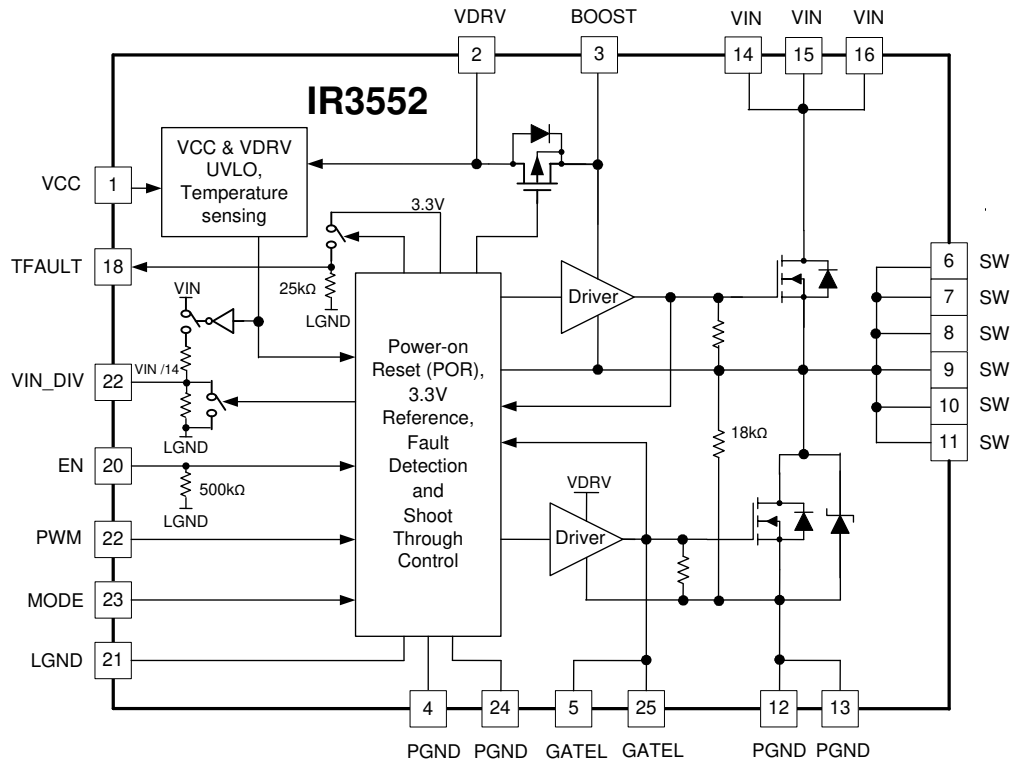 VDRV
BOOST
VIN
VIN
VIN
2
3
14
15
16
IR3552
VCC & VDRV
UVLO,
Temperature
sensing
VCC
1
3.3V
TFAULT
18
25kΩ
LGND
VIN
Driver
6
SW
7
SW
8
SW
9
SW
10
SW
11
SW
VIN_DIV
22
VIN /14
LGND
Power-on
Reset (POR),
3.3V
Reference,
Fault
Detection
and
Shoot
Through
Control
18kΩ
EN
20
500kΩ
LGND
VDRV
Driver
PWM
22
MODE
23
LGND
21
4
24
5
25
12
13
PGND
PGND
GATEL
GATEL
PGND
PGND